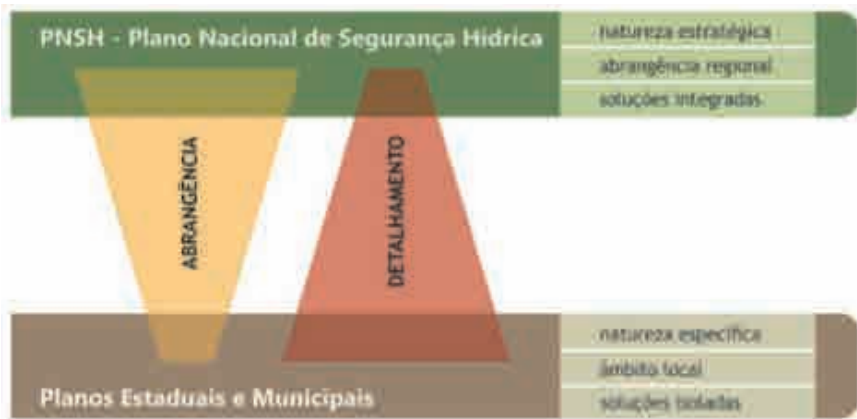 PNSH - Plano Nacional de Segurança Hídrica
natureza estratégica
abrangência regional
soluções integradas
ABRANGÊNCIA
DETALHAMENTO
natureza específica
âmbito local
soluções isoladas
Planos Estaduais e Municipais